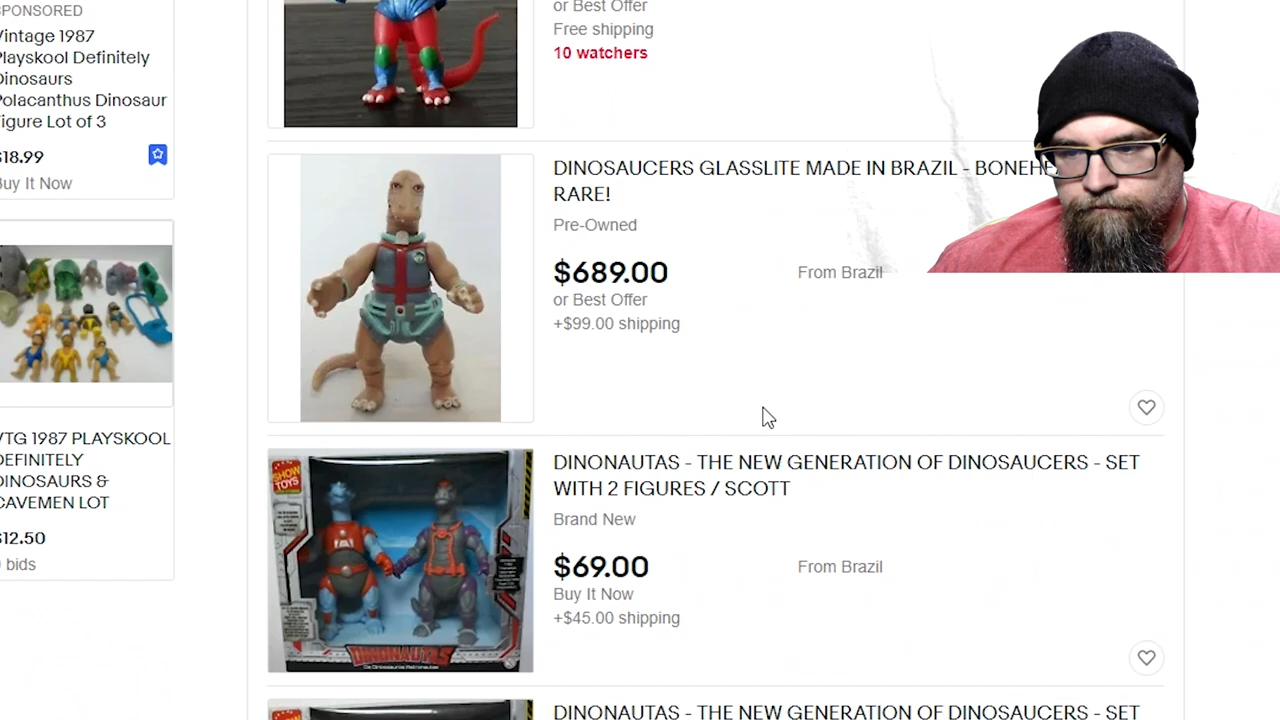 SPONSORED
Vintage 1987
Playskool Definitely
Dinosaurs
Polacanthus Dinosaur
Figure Lot of 3
$18.99
Buy It Now
VTG 1987 PLAYSKOOL
DEFINITELY
DINOSAURS &
CAVEMEN LOT
$12.50
bids
or Best Offer
Free shipping
10 watchers
DINOSAUCERS GLASSLITE MADE IN BRAZIL - BONEHE
RARE!
Pre-Owned
$689.00
From Brazil
or Best Offer
+$99.00 shipping
SHOW
TOYS
DINONAUTAS
DINONAUTAS - THE NEW GENERATION OF DINOSAUCERS - SET
WITH 2 FIGURES / SCOTT
Brand New
$69.00
From Brazil
Buy It Now
+$45.00 shipping
DINONAUTAS - THE NEW GENERATION OF DINOSAUCERS - SET